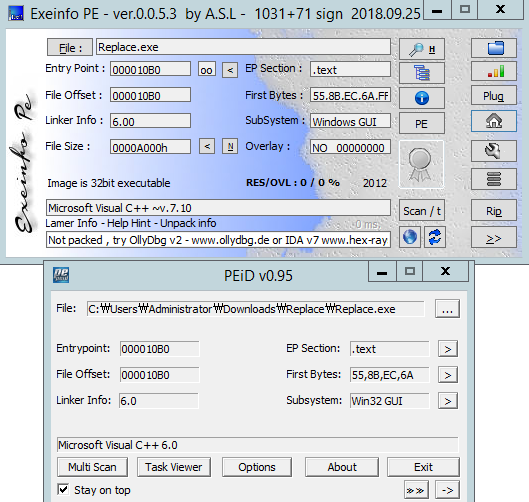 Exeinfo PE - ver.0.0.5.3 by A.S.L - 1031+71 sign 2018.09.25
Exeinfo Pe
File : Replace.exe H
Entry Point : 000010B0 oo < EP Section : .text
File Offset : 000010B0 First Bytes : 55.8B.EC.6A.FF Plug
Linker Info : 6.00 SubSystem : Windows GUI PE
File Size : 0000A000h < N Overlay : NO 00000000
Image is 32bit executable RES/OVL : 0 / 0 % 2012
Microsoft Visual C++ ~v.7.10 Scan / t Rip
Lamer Info - Help Hint - Unpack info 0 ms.
Not packed , try OllyDbg v2 - www.ollydbg.de or IDA v7 www.hex-ray >>
PEiD v0.95
File: C:₩Users₩Administrator₩Downloads₩Replace₩Replace.exe ...
Entrypoint: 000010B0 EP Section: .text >
File Offset: 000010B0 First Bytes: 55,8B,EC,6A >
Linker Info: 6.0 Subsystem: Win32 GUI >
Microsoft Visual C++ 6.0
Multi Scan Task Viewer Options About Exit
Stay on top >> ->